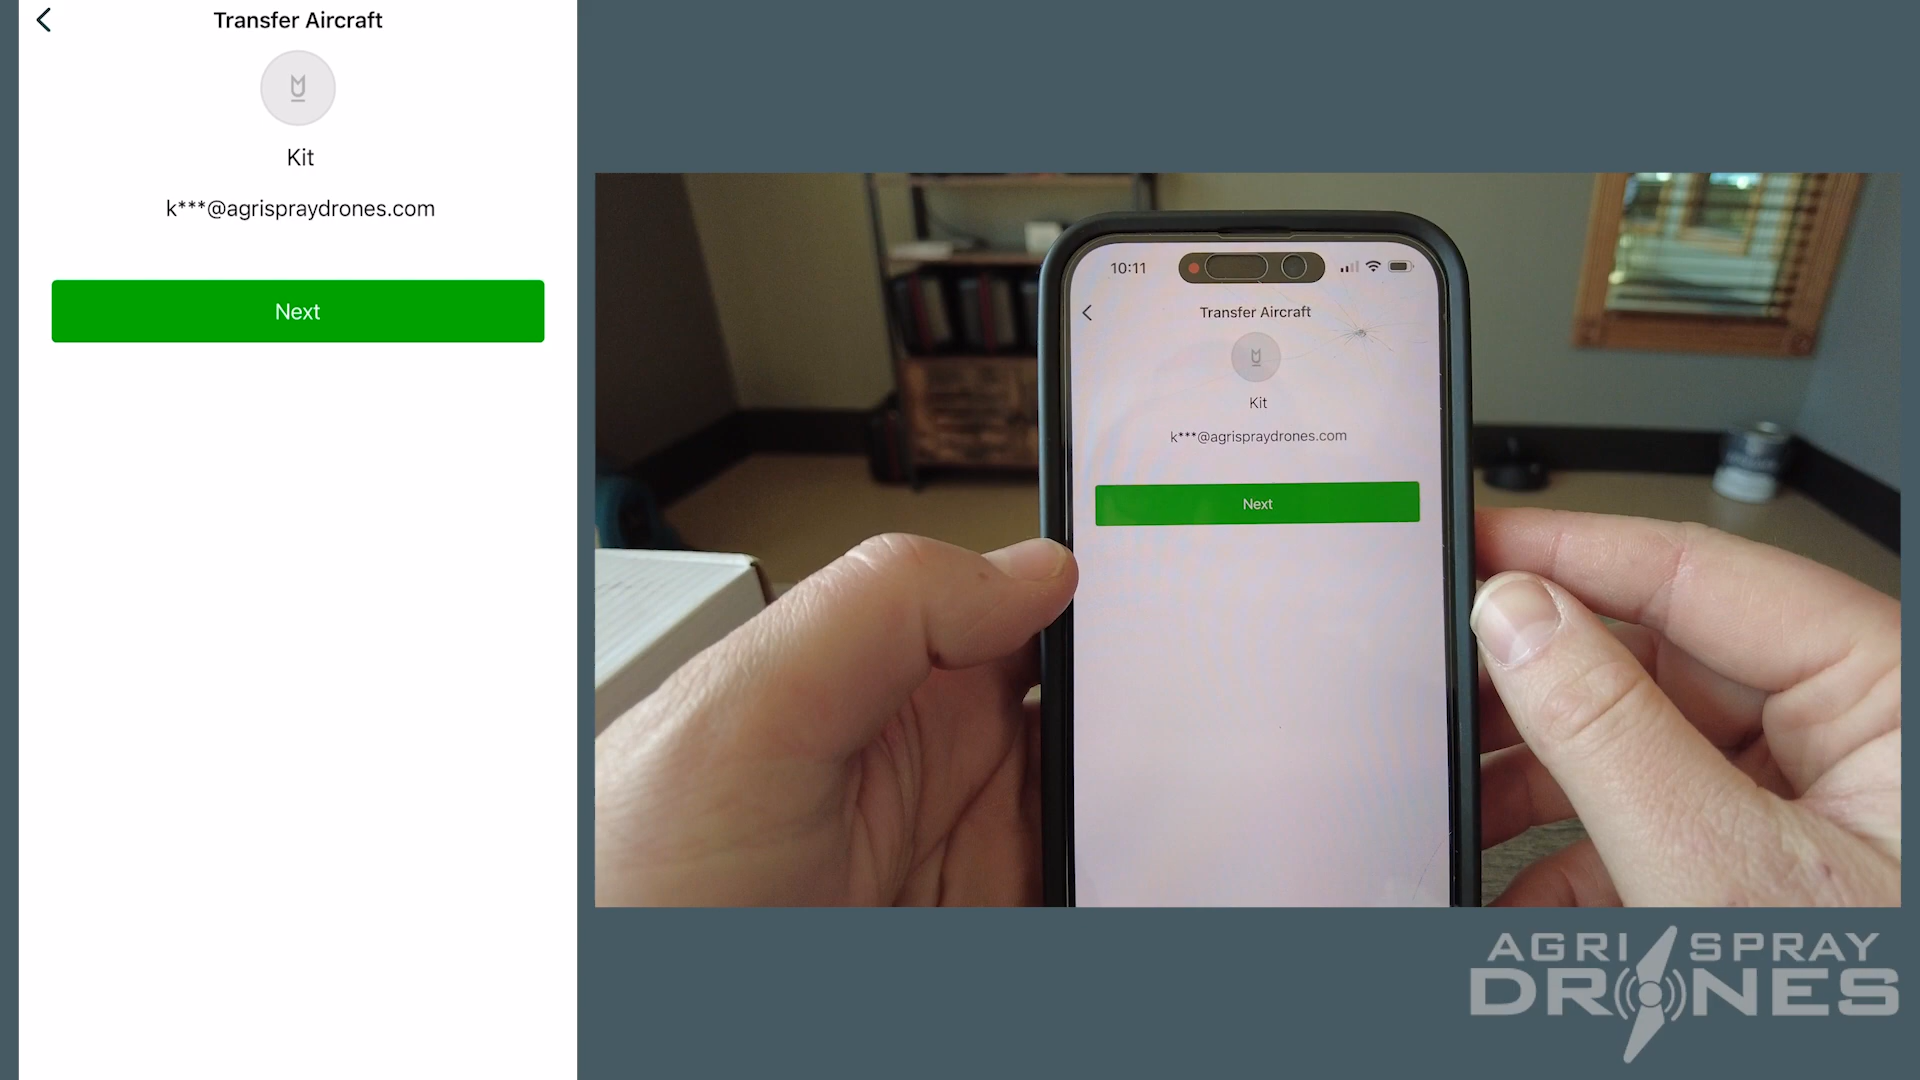 Transfer Aircraft
Kit
k***@agrispraydrones.com
Next
10:11
Transfer Aircraft
Kit
k***@agrispraydrones.com
Next
AGRI SPRAY
DRONES